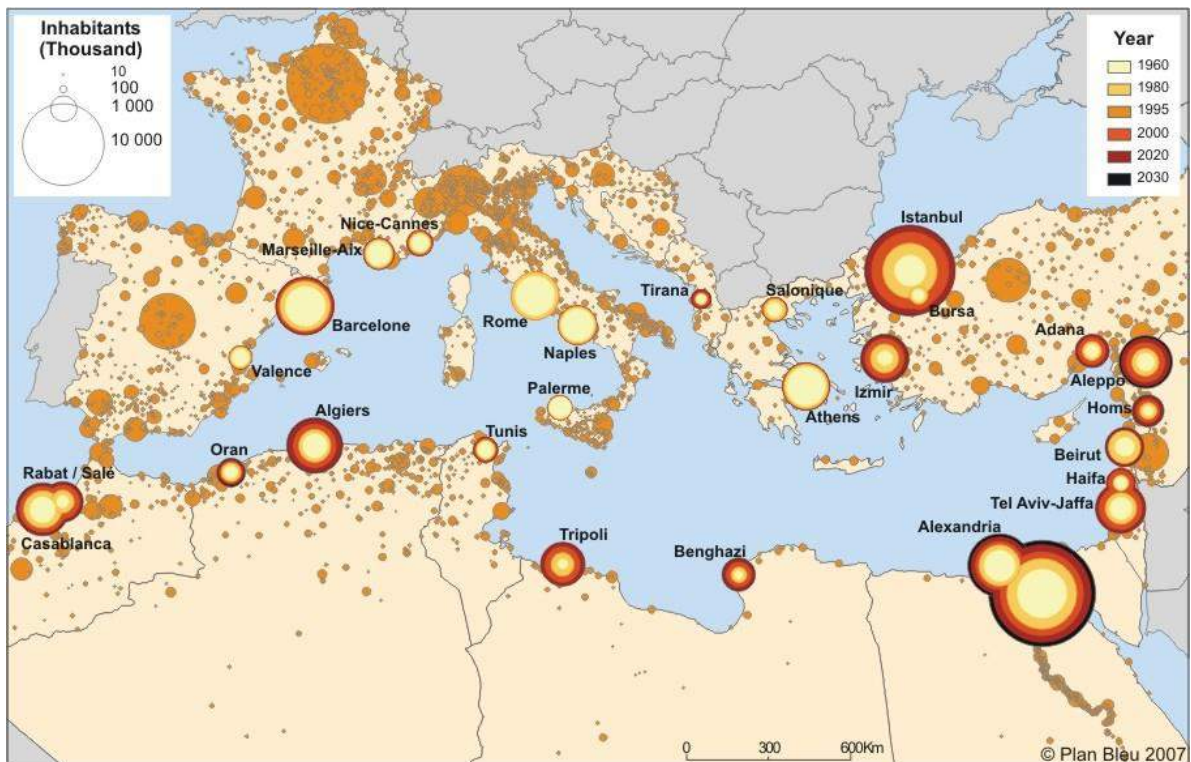 Inhabitants
(Thousand)
10
100
1 000
10 000
Year
1960
1980
1995
2000
2020
2030
Istanbul
Nice-Cannes
Marseille-Aix
Tirana
Salonique
Bursa
Barcelone
Rome
Adana
Naples
Valence
Aleppo
Izmir
Palerme
Homs
Algiers
Athens
Tunis
Oran
Beirut
Rabat / Salé
Haifa
Tel Aviv-Jaffa
Alexandria
Casablanca
Tripoli
Benghazi
0 300 600Km
© Plan Bleu 2007